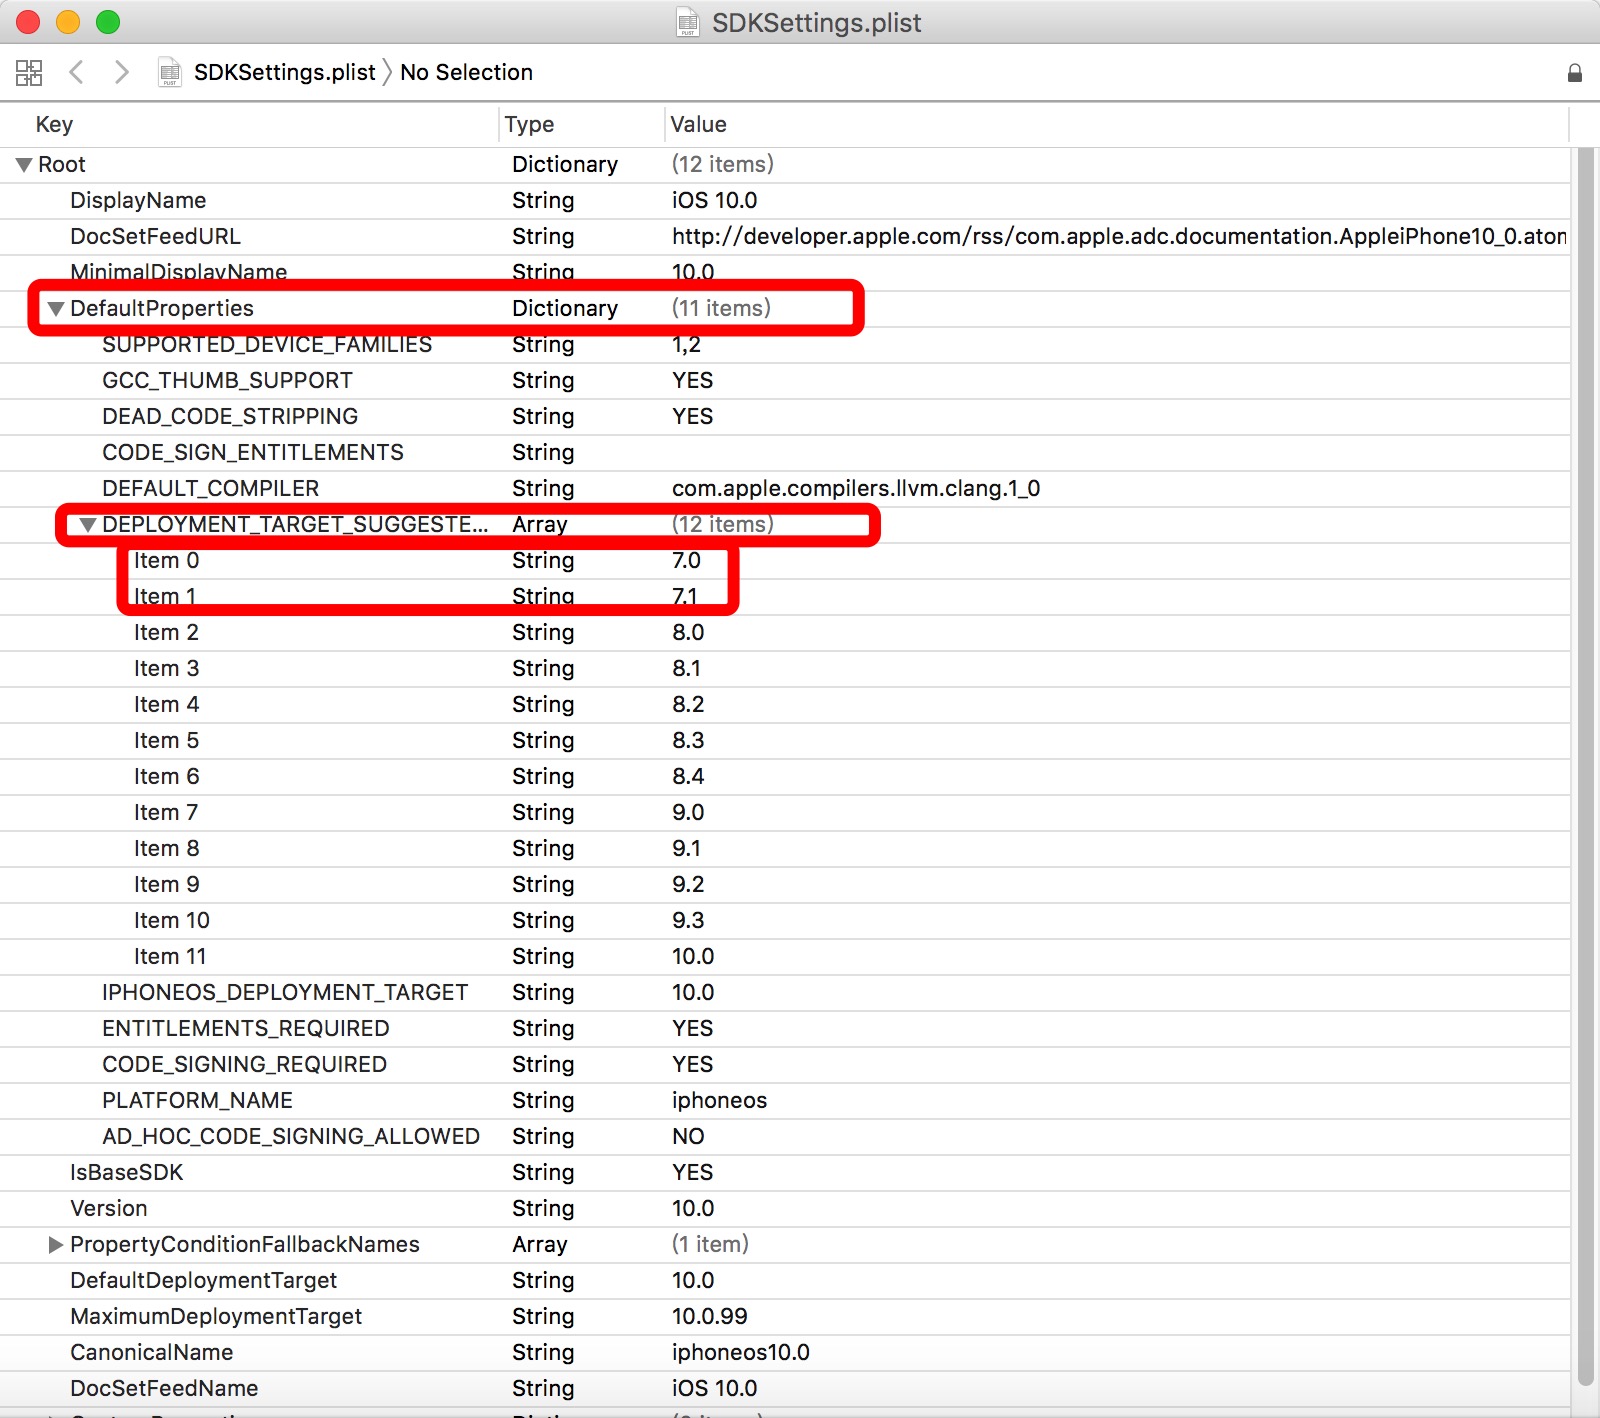 SDKSettings.plist
SDKSettings.plist No Selection
Key Type Value
Root Dictionary (12 items)
DisplayName String iOS 10.0
DocSetFeedURL String http://developer.apple.com/rss/com.apple.adc.documentation.AppleiPhone10_0.atom
MinimalDisplayName String 10.0
DefaultProperties Dictionary (11 items)
SUPPORTED_DEVICE_FAMILIES String 1,2
GCC_THUMB_SUPPORT String YES
DEAD_CODE_STRIPPING String YES
CODE_SIGN_ENTITLEMENTS String
DEFAULT_COMPILER String com.apple.compilers.llvm.clang.1_0
DEPLOYMENT_TARGET_SUGGESTE... Array (12 items)
Item 0 String 7.0
Item 1 String 7.1
Item 2 String 8.0
Item 3 String 8.1
Item 4 String 8.2
Item 5 String 8.3
Item 6 String 8.4
Item 7 String 9.0
Item 8 String 9.1
Item 9 String 9.2
Item 10 String 9.3
Item 11 String 10.0
IPHONEOS_DEPLOYMENT_TARGET String 10.0
ENTITLEMENTS_REQUIRED String YES
CODE_SIGNING_REQUIRED String YES
PLATFORM_NAME String iphoneos
AD_HOC_CODE_SIGNING_ALLOWED String NO
IsBaseSDK String YES
Version String 10.0
PropertyConditionFallbackNames Array (1 item)
DefaultDeploymentTarget String 10.0
MaximumDeploymentTarget String 10.0.99
CanonicalName String iphoneos10.0
DocSetFeedName String iOS 10.0